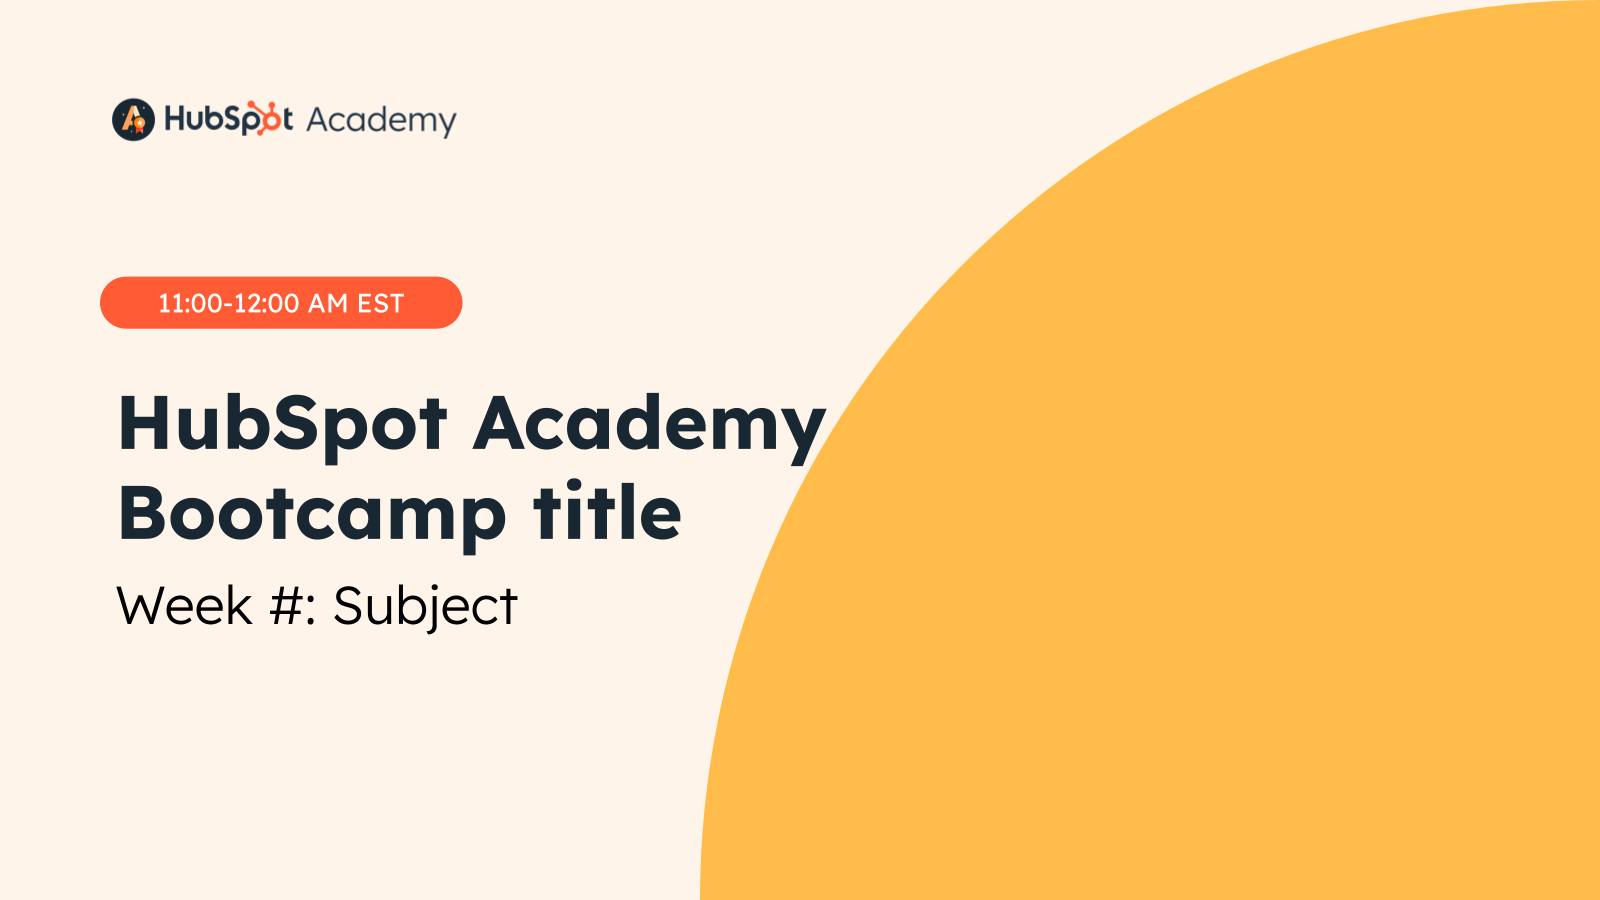 HubSpot Academy
11:00-12:00 AM EST
HubSpot Academy
Bootcamp title
Week #: Subject